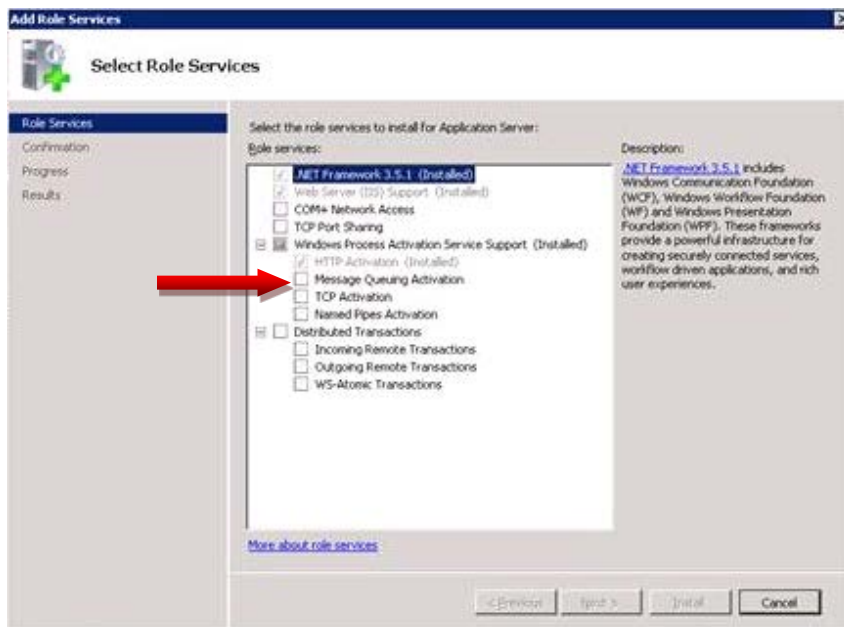 Add Role Services
Select Role Services
Role Services
Confirmation
Progress
Results
Select the role services to install for Application Server:
Role services:
.NET Framework 3.5.1 (Installed)
Web Server (IIS) Support (Installed)
COM+ Network Access
TCP Port Sharing
Windows Process Activation Service Support (Installed)
HTTP Activation (Installed)
Message Queuing Activation
TCP Activation
Named Pipes Activation
Distributed Transactions
Incoming Remote Transactions
Outgoing Remote Transactions
WS-Atomic Transactions
More about role services
Description:
.NET Framework 3.5.1 includes
Windows Communication Foundation
(WCF), Windows Workflow Foundation
(WF) and Windows Presentation
Foundation (WPF). These frameworks
provide a powerful infrastructure for
creating securely connected services,
workflow driven applications, and rich
user experiences.
< Previous
Next >
Install
Cancel